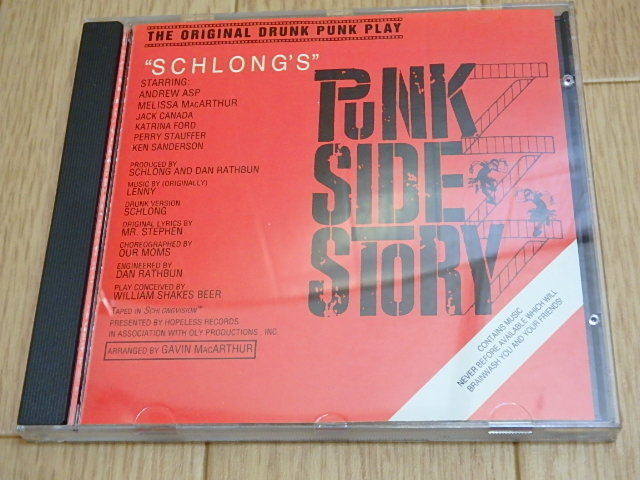 THE ORIGINAL DRUNK PUNK PLAY
"SCHLONG'S"
STARRING:
ANDREW ASP
MELISSA MACARTHUR
JACK CANADA
KATRINA FORD
PERRY STAUFFER
KEN SANDERSON
PRODUCED BY
SCHLONG AND DAN RATHBUN
MUSIC BY (ORIGINALLY)
LENNY
DRUNK VERSION
SCHLONG
ORIGINAL LYRICS BY
MR. STEPHEN
CHOREOGRAPHED BY
OUR MOMS
ENGINEERED BY
DAN RATHBUN
PLAY CONCEIVED BY
WILLIAM SHAKES BEER
TAPED IN SCHLONGVISION™
PRESENTED BY HOPELESS RECORDS
IN ASSOCIATION WITH OLY PRODUCTIONS , INC.
ARRANGED BY GAVIN MACARTHUR
PUNK
SIDE
STORY
CONTAINS MUSIC
NEVER BEFORE AVAILABLE WHICH WILL
BRAINWASH YOU AND YOUR FRIENDS!